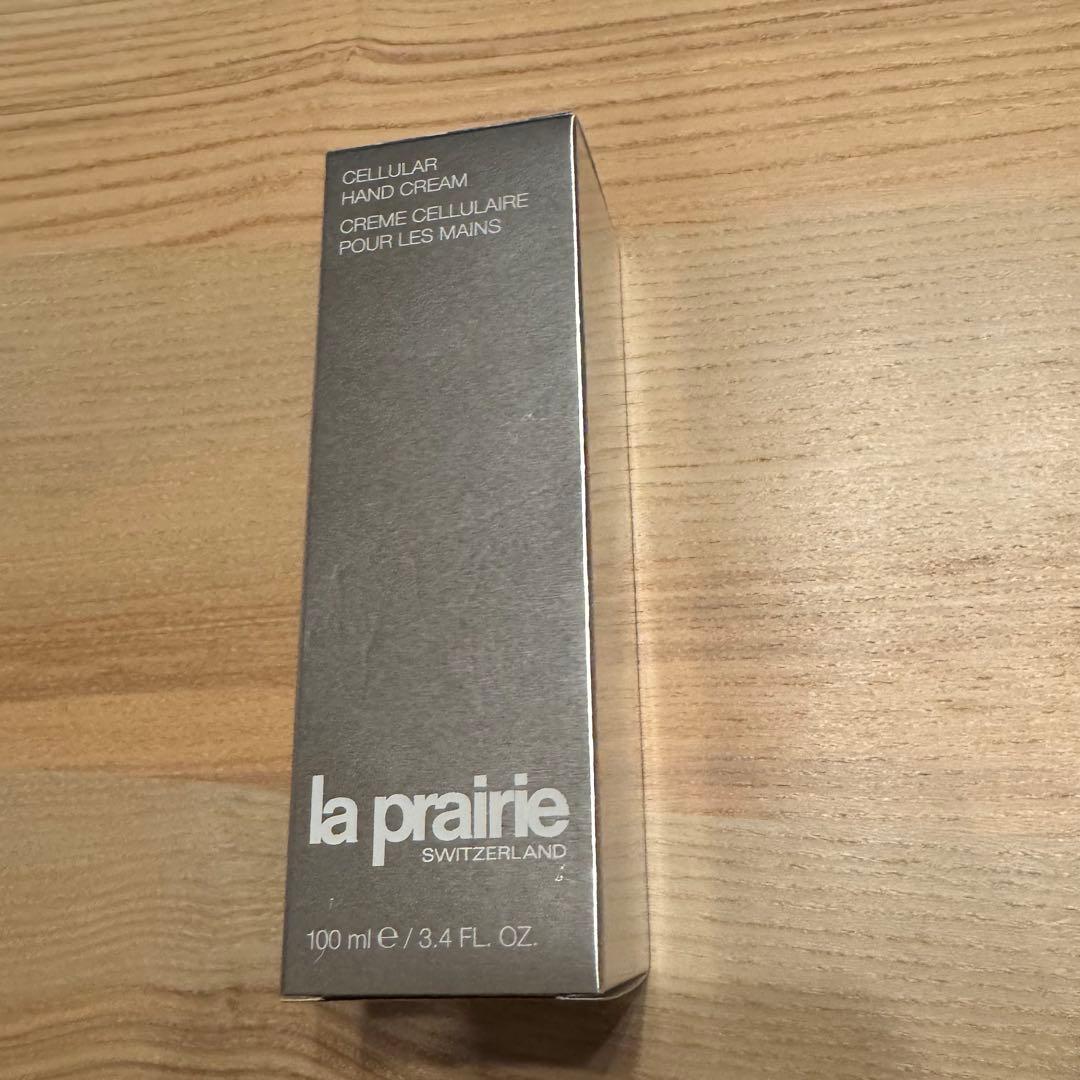 CELLULAR
HAND CREAM
CREME CELLULAIRE
POUR LES MAINS
la prairie
SWITZERLAND
100 ml ℮ / 3.4 FL. OZ.